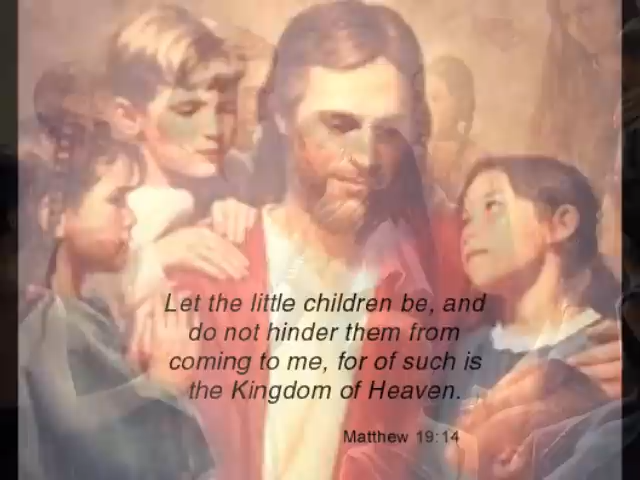 Let the little children be, and
do not hinder them from
coming to me, for of such is
the Kingdom of Heaven.
Matthew 19:14